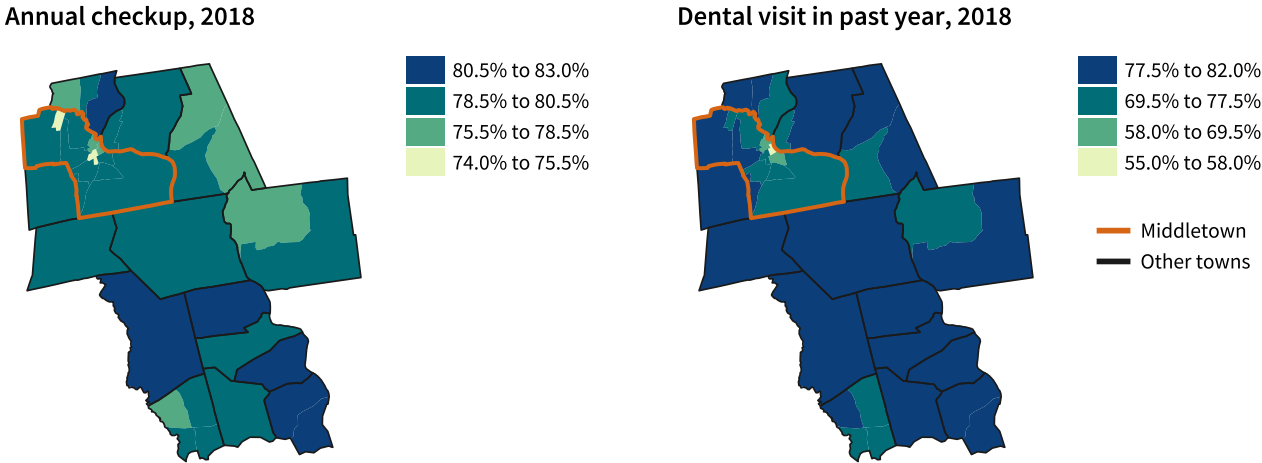 Annual checkup, 2018
80.5% to 83.0%
78.5% to 80.5%
75.5% to 78.5%
74.0% to 75.5%
Dental visit in past year, 2018
77.5% to 82.0%
69.5% to 77.5%
58.0% to 69.5%
55.0% to 58.0%
Middletown
Other towns